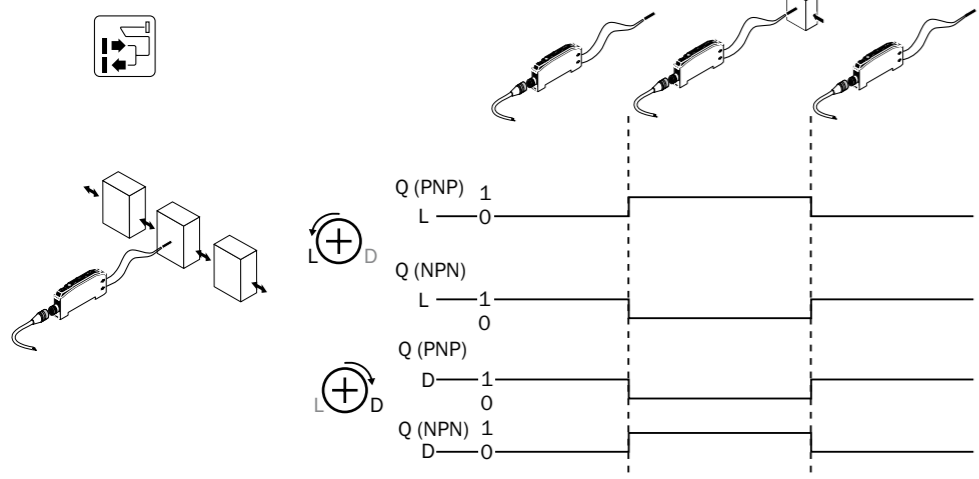 Q (PNP) 1
L 0
L D
Q (NPN)
L 1
0
Q (PNP)
D 1
L D
0
Q (NPN) 1
D 0